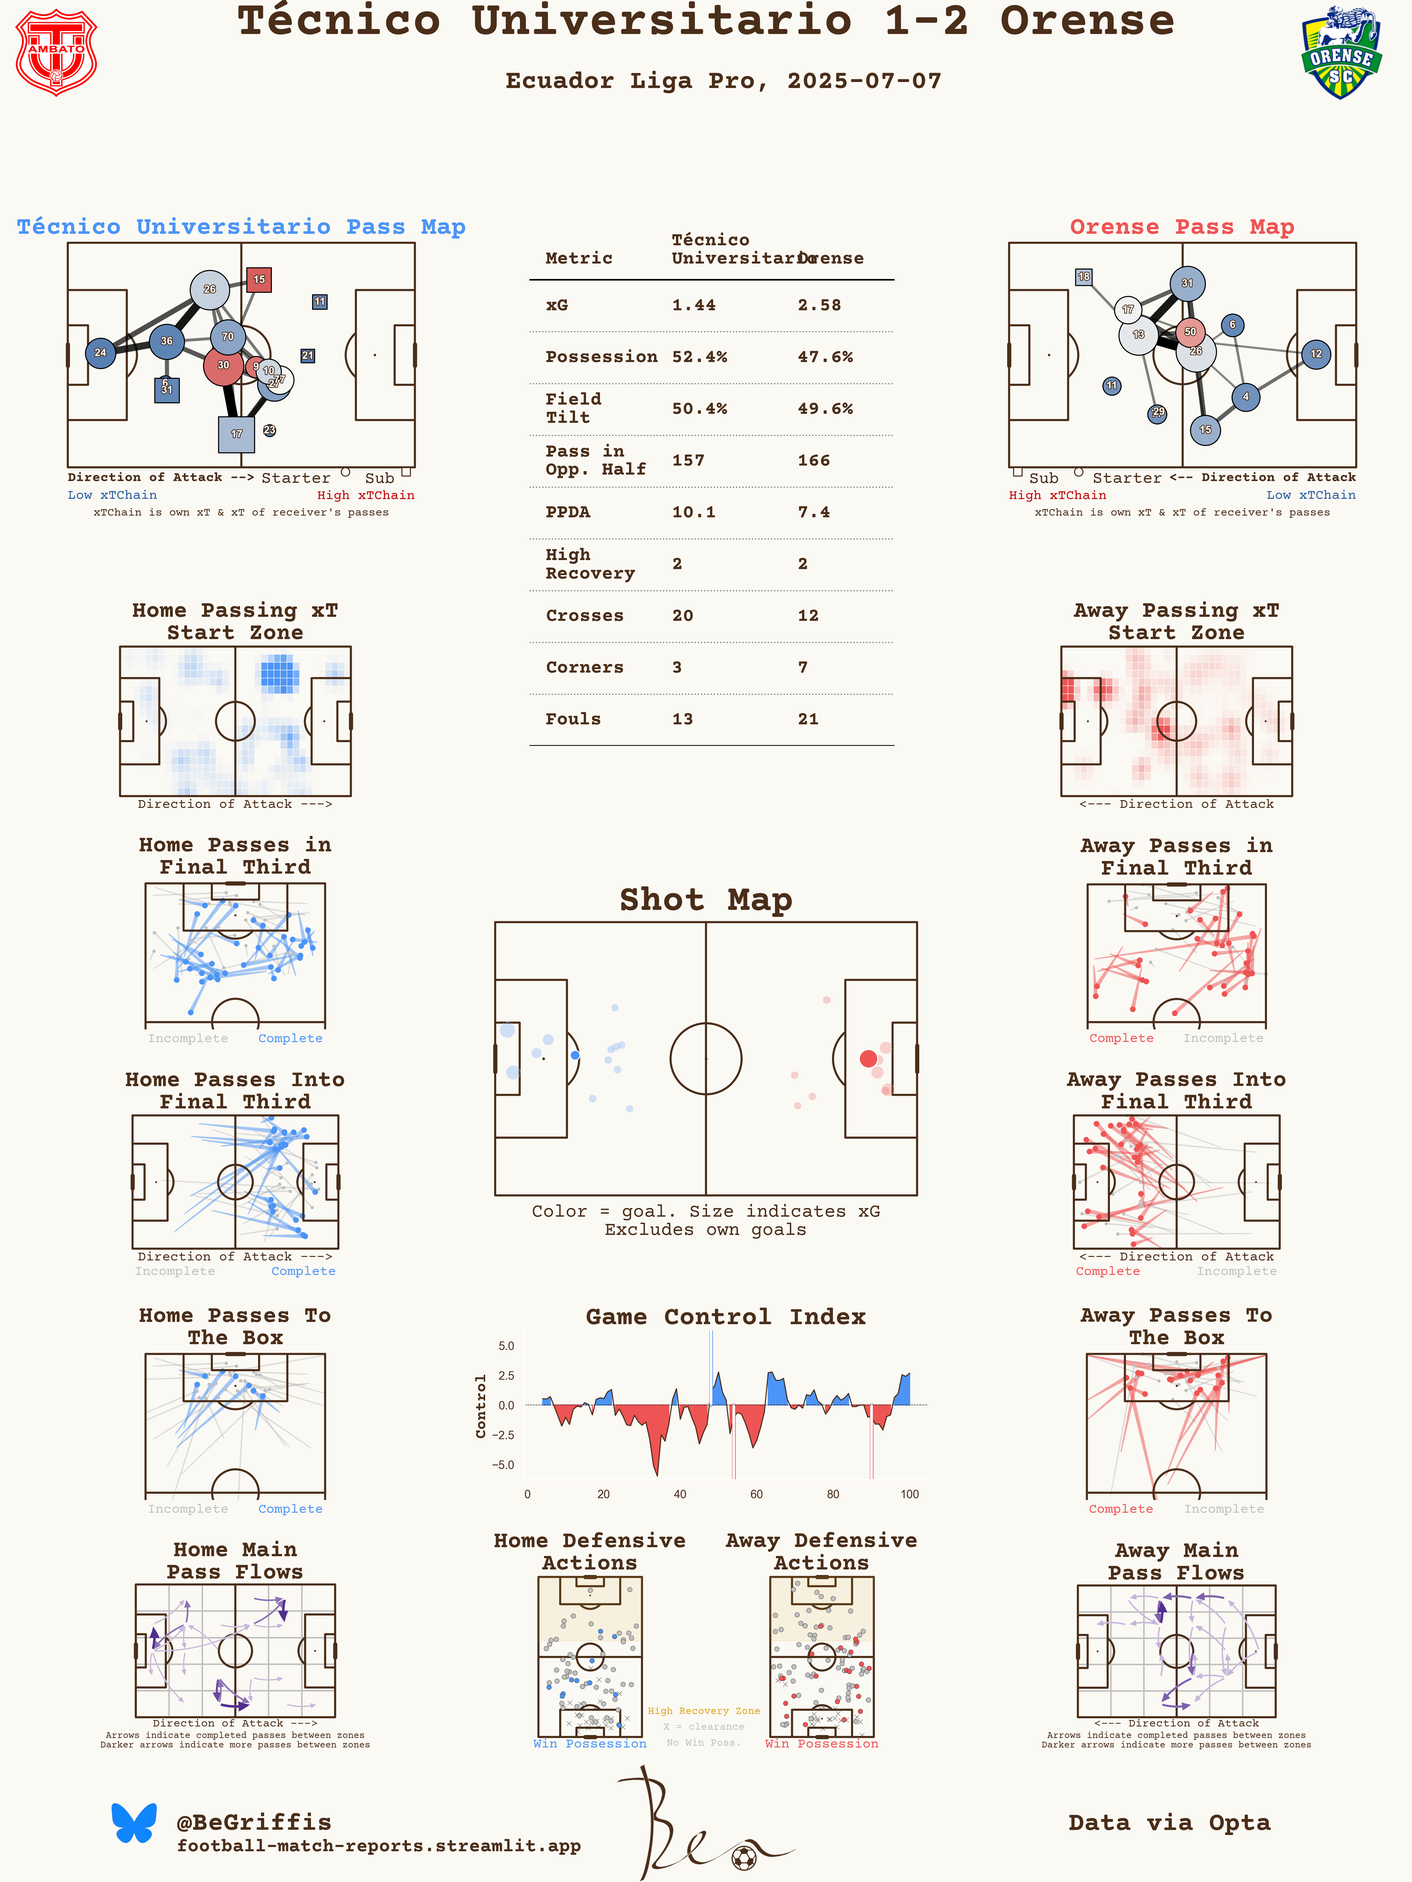 Técnico Universitario 1-2 Orense
Ecuador Liga Pro, 2025-07-07
AMBATO
ORENSE
SC
Técnico Universitario Pass Map
26
15
11
24
36
70
21
30
9
10
77
27
6
31
17
23
Direction of Attack --> Starter Sub
Low xTChain High xTChain
xTChain is own xT & xT of receiver's passes
Metric Técnico Universitario Orense
xG 1.44 2.58
Possession 52.4% 47.6%
Field Tilt 50.4% 49.6%
Pass in Opp. Half 157 166
PPDA 10.1 7.4
High Recovery 2 2
Crosses 20 12
Corners 3 7
Fouls 13 21
Orense Pass Map
18
31
17
13
50
6
26
12
11
4
29
15
Sub Starter <-- Direction of Attack
High xTChain Low xTChain
xTChain is own xT & xT of receiver's passes
Home Passing xT
Start Zone
Direction of Attack --->
Away Passing xT
Start Zone
<--- Direction of Attack
Home Passes in
Final Third
Incomplete Complete
Away Passes in
Final Third
Complete Incomplete
Shot Map
Color = goal. Size indicates xG
Excludes own goals
Home Passes Into
Final Third
Direction of Attack --->
Incomplete Complete
Away Passes Into
Final Third
<--- Direction of Attack
Complete Incomplete
Home Passes To
The Box
Incomplete Complete
Game Control Index
Control
5.0
2.5
0.0
−2.5
−5.0
0 20 40 60 80 100
Away Passes To
The Box
Complete Incomplete
Home Main
Pass Flows
Direction of Attack --->
Arrows indicate completed passes between zones
Darker arrows indicate more passes between zones
Home Defensive
Actions
Win Possession
High Recovery Zone
X = clearance
No Win Poss.
Away Defensive
Actions
Win Possession
Away Main
Pass Flows
<--- Direction of Attack
Arrows indicate completed passes between zones
Darker arrows indicate more passes between zones
@BeGriffis
football-match-reports.streamlit.app
Ben
Data via Opta